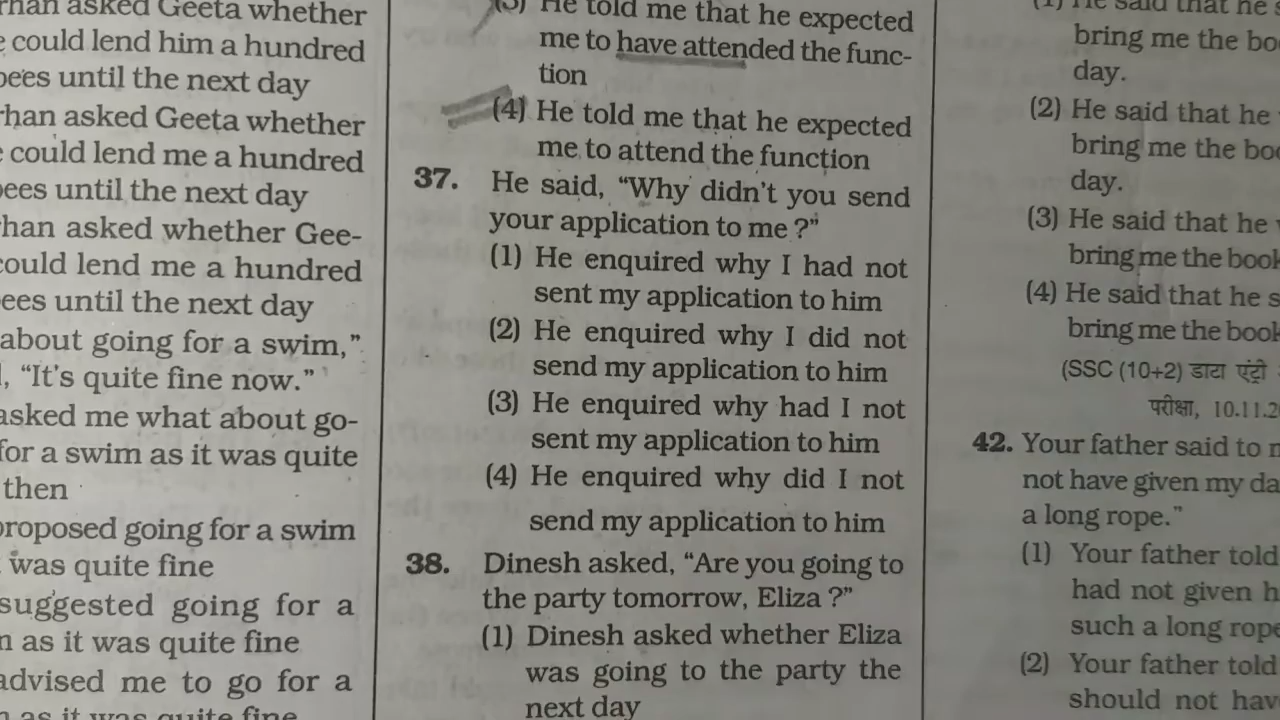 asked Geeta whether
could lend him a hundred
until the next day
asked Geeta whether
could lend me a hundred
until the next day
asked whether Gee-
could lend me a hundred
until the next day
about going for a swim,”
“It's quite fine now.”
asked me what about go-
for a swim as it was quite
then
proposed going for a swim
was quite fine
suggested going for a
as it was quite fine
advised me to go for a
as it was quite fine
(3) He told me that he expected
me to have attended the func-
tion
(4) He told me that he expected
me to attend the function
37. He said, “Why didn't you send
your application to me ?”
(1) He enquired why I had not
sent my application to him
(2) He enquired why I did not
send my application to him
(3) He enquired why had I not
sent my application to him
(4) He enquired why did I not
send my application to him
38. Dinesh asked, “Are you going to
the party tomorrow, Eliza ?”
(1) Dinesh asked whether Eliza
was going to the party the
next day
(1) He said that he
bring me the
day.
(2) He said that he
bring me the
day.
(3) He said that he
bring me the book
(4) He said that he
bring me the book
(SSC (10+2) डाटा एंट्री
परीक्षा, 10.11.2
42. Your father said to
not have given my
a long rope.”
(1) Your father told
had not given
such a long rope
(2) Your father told
should not